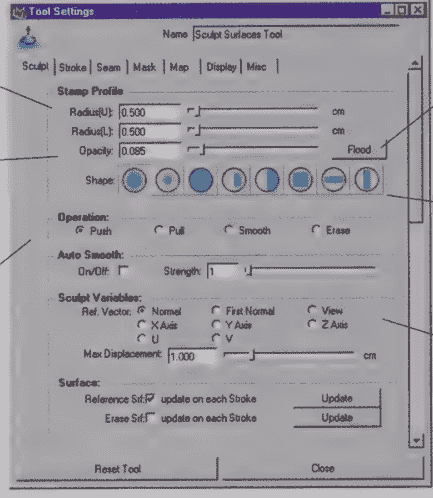 Tool Settings
Name Sculpt Surfaces Tool
Sculpt Stroke Seam Mask Map Display Misc
Stamp Profile
Radius(U): 0.500 cm
Radius(L): 0.500 cm
Opacity: 0.085 Flood
Shape:
Operation:
Push Pull Smooth Erase
Auto Smooth:
On/Off: Strength: 1
Sculpt Variables:
Ref. Vector: Normal First Normal View
X Axis Y Axis Z Axis
U V
Max Displacement: 1.000 cm
Surface:
Reference Srf: update on each Stroke Update
Erase Srf: update on each Stroke Update
Reset Tool Close